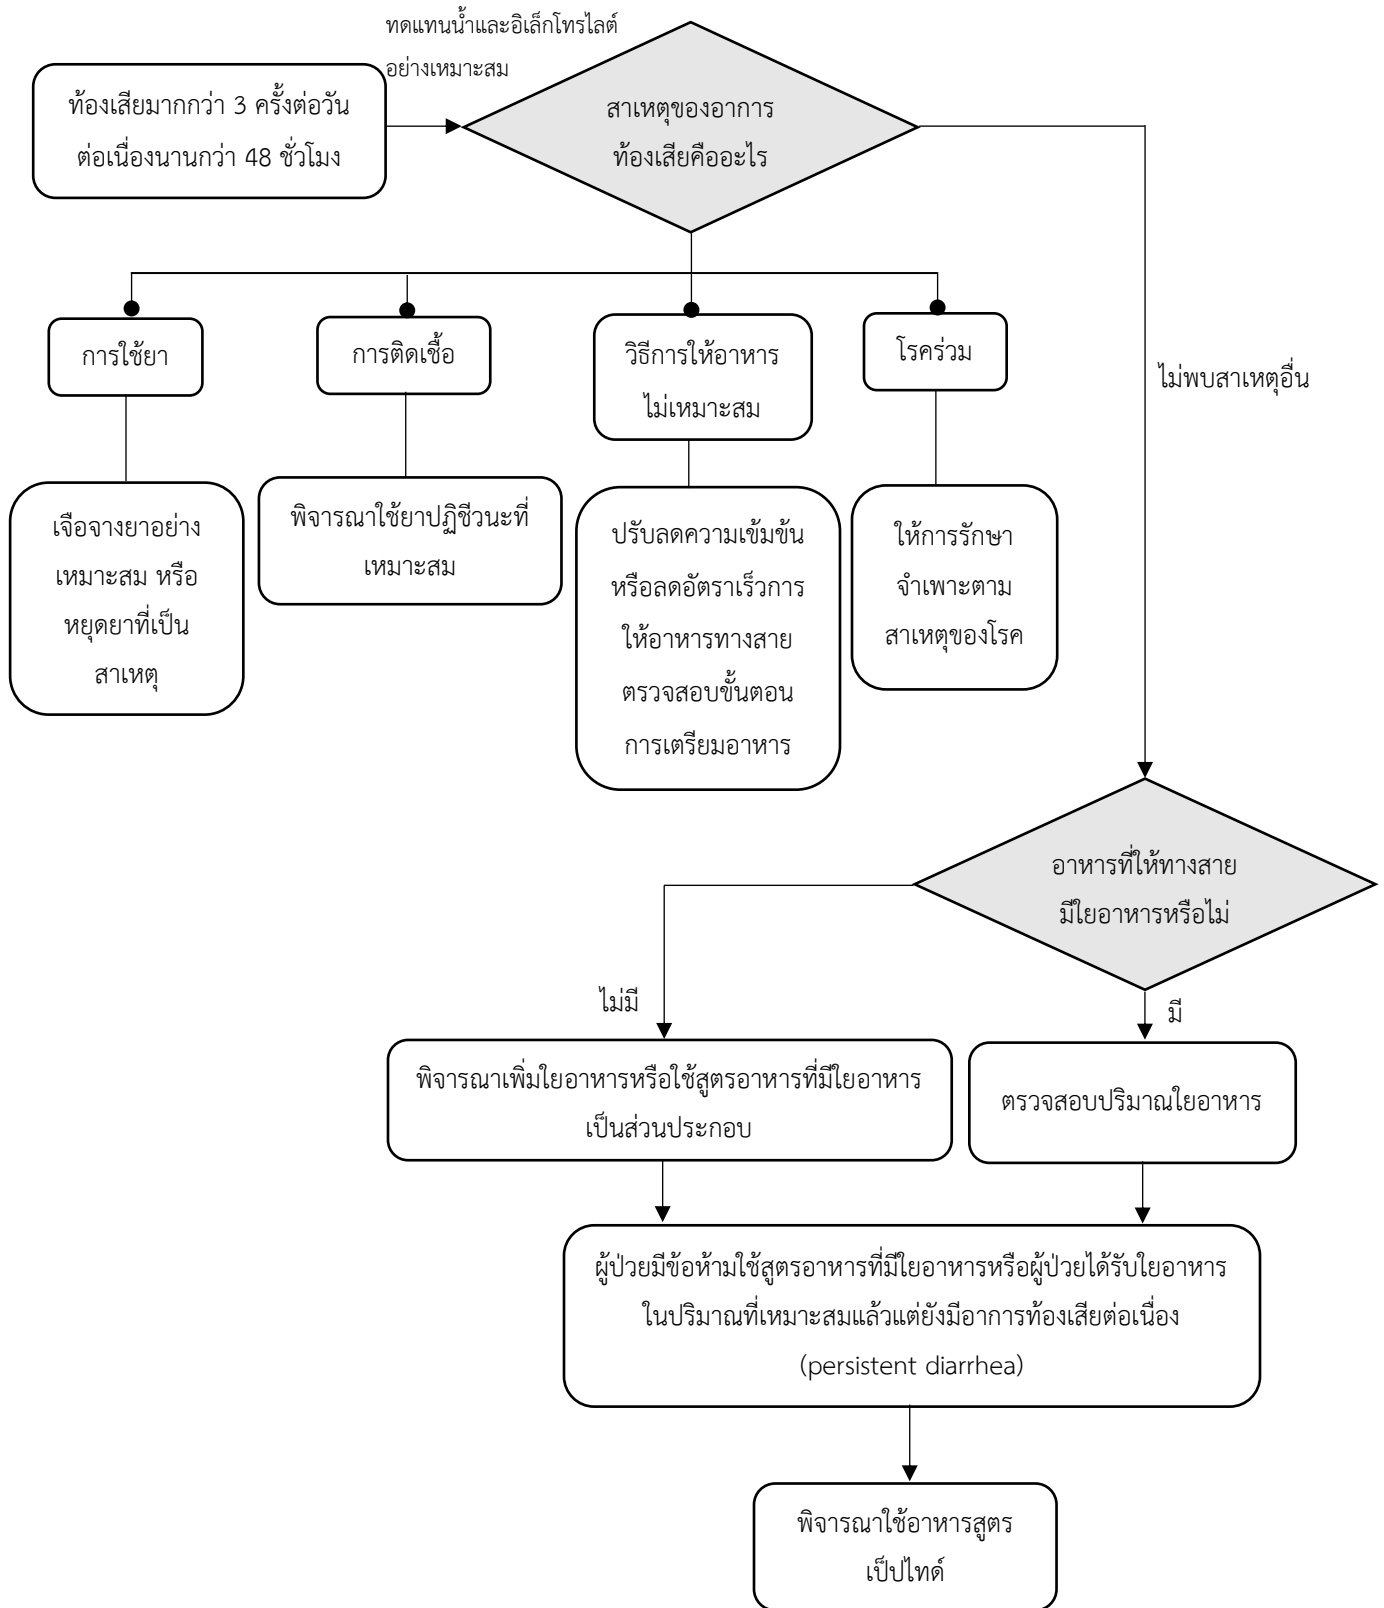 ทดแทนน้ำและอิเล็กโทรไลต์
อย่างเหมาะสม
ท้องเสียมากกว่า 3 ครั้งต่อวัน
ต่อเนื่องนานกว่า 48 ชั่วโมง
สาเหตุของอาการ
ท้องเสียคืออะไร
การใช้ยา
การติดเชื้อ
วิธีการให้อาหาร
ไม่เหมาะสม
โรคร่วม
ไม่พบสาเหตุอื่น
เจือจางยาอย่าง
เหมาะสม หรือ
หยุดยาที่เป็น
สาเหตุ
พิจารณาใช้ยาปฏิชีวนะที่
เหมาะสม
ปรับลดความเข้มข้น
หรือลดอัตราเร็วการ
ให้อาหารทางสาย
ตรวจสอบขั้นตอน
การเตรียมอาหาร
ให้การรักษา
จำเพาะตาม
สาเหตุของโรค
อาหารที่ให้ทางสาย
มีใยอาหารหรือไม่
ไม่มี
มี
พิจารณาเพิ่มใยอาหารหรือใช้สูตรอาหารที่มีใยอาหาร
เป็นส่วนประกอบ
ตรวจสอบปริมาณใยอาหาร
ผู้ป่วยมีข้อห้ามใช้สูตรอาหารที่มีใยอาหารหรือผู้ป่วยได้รับใยอาหาร
ในปริมาณที่เหมาะสมแล้วแต่ยังมีอาการท้องเสียต่อเนื่อง
(persistent diarrhea)
พิจารณาใช้อาหารสูตร
เป็ปไทด์